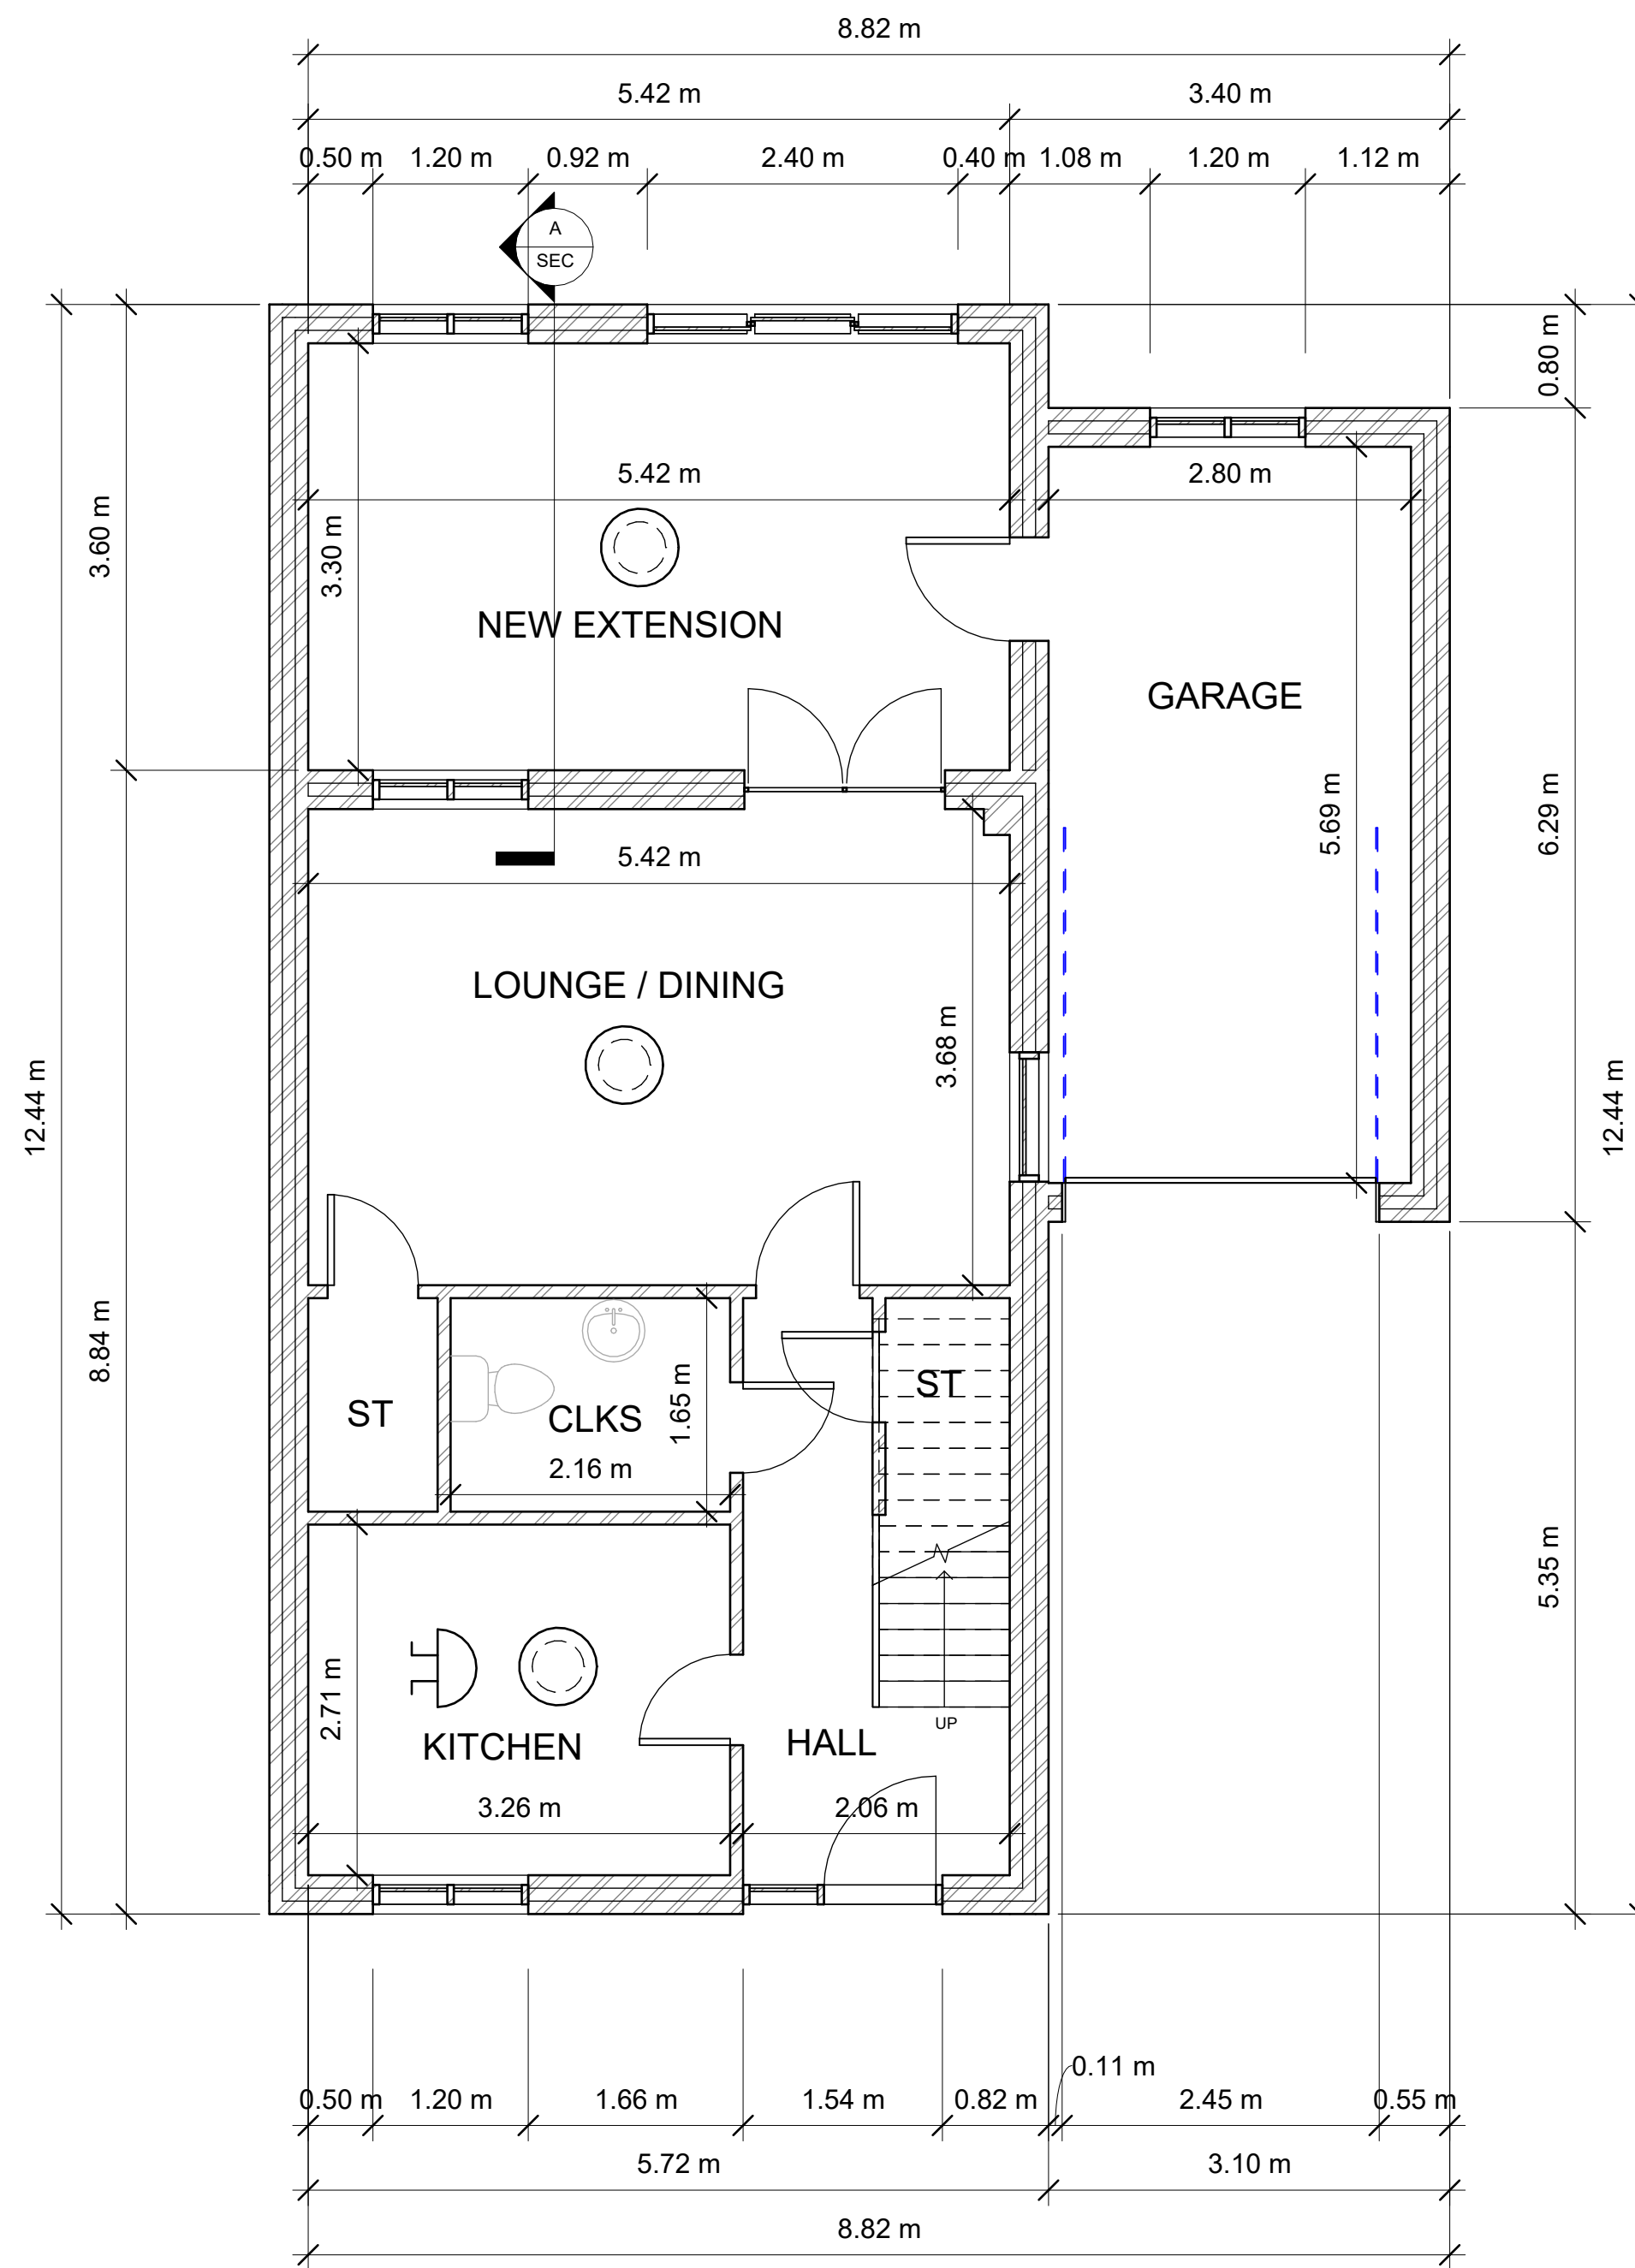 8.82 m
5.42 m
3.40 m
0.50 m
1.20 m
0.92 m
2.40 m
0.40 m
1.08 m
1.20 m
1.12 m
A
SEC
0.80 m
5.42 m
2.80 m
3.60 m
3.30 m
NEW EXTENSION
GARAGE
5.69 m
6.29 m
5.42 m
LOUNGE / DINING
3.68 m
12.44 m
12.44 m
8.84 m
ST
CLKS
1.65 m
2.16 m
ST
5.35 m
2.71 m
KITCHEN
HALL
UP
3.26 m
2.06 m
0.11 m
0.50 m
1.20 m
1.66 m
1.54 m
0.82 m
2.45 m
0.55 m
5.72 m
3.10 m
8.82 m